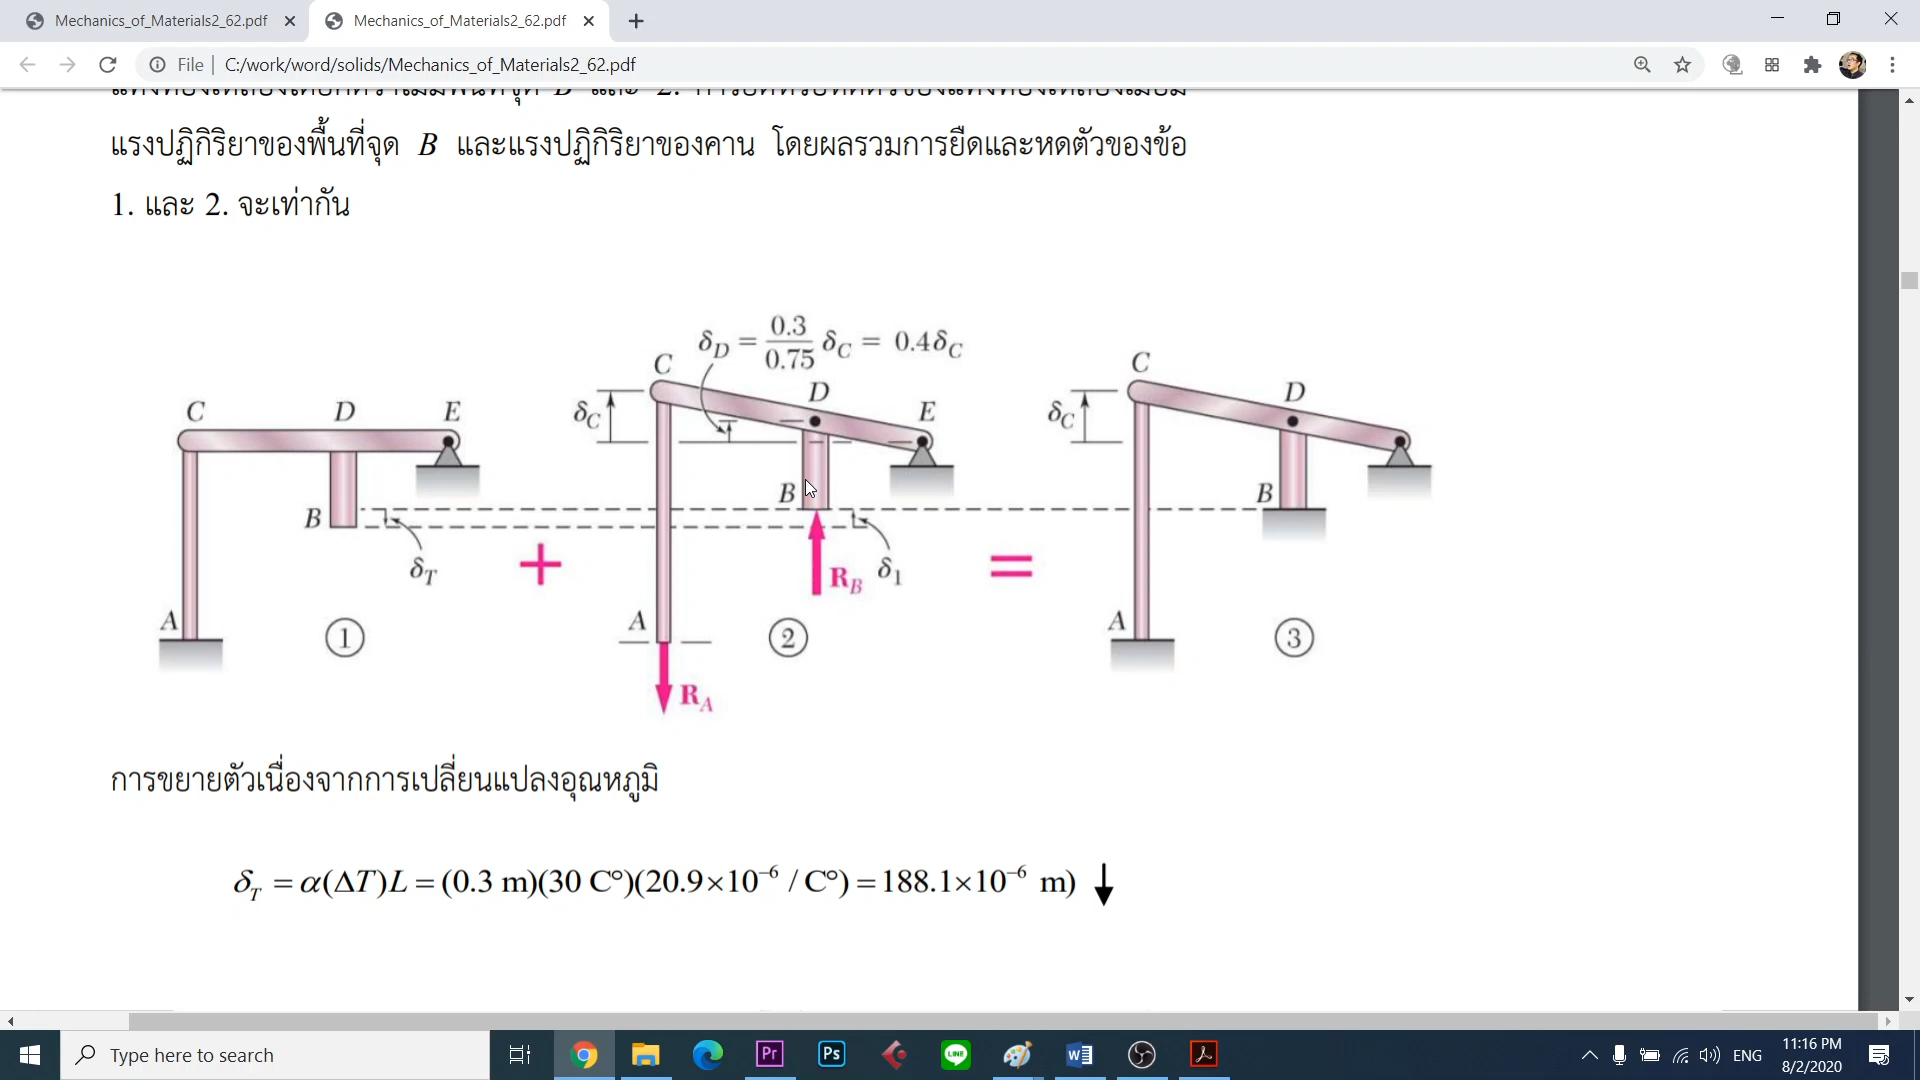 Mechanics_of_Materials2_62.pdf
Mechanics_of_Materials2_62.pdf
File | C:/work/word/solids/Mechanics_of_Materials2_62.pdf
แรงปฏิกิริยาของพื้นที่จุด B และแรงปฏิกิริยาของคาน โดยผลรวมการยืดและหดตัวของข้อ
1. และ 2. จะเท่ากัน
δD = 0.3/0.75 δC = 0.4δC
C D E
B
δT
A
1
+
C
D
E
δC
B
RB
δ1
A
2
RA
=
C
D
δC
B
A
3
การขยายตัวเนื่องจากการเปลี่ยนแปลงอุณหภูมิ
δT = α(ΔT)L = (0.3 m)(30 C°)(20.9×10⁻⁶ / C°) = 188.1×10⁻⁶ m) ↓
Type here to search
Pr
Ps
LINE
ENG
11:16 PM
8/2/2020